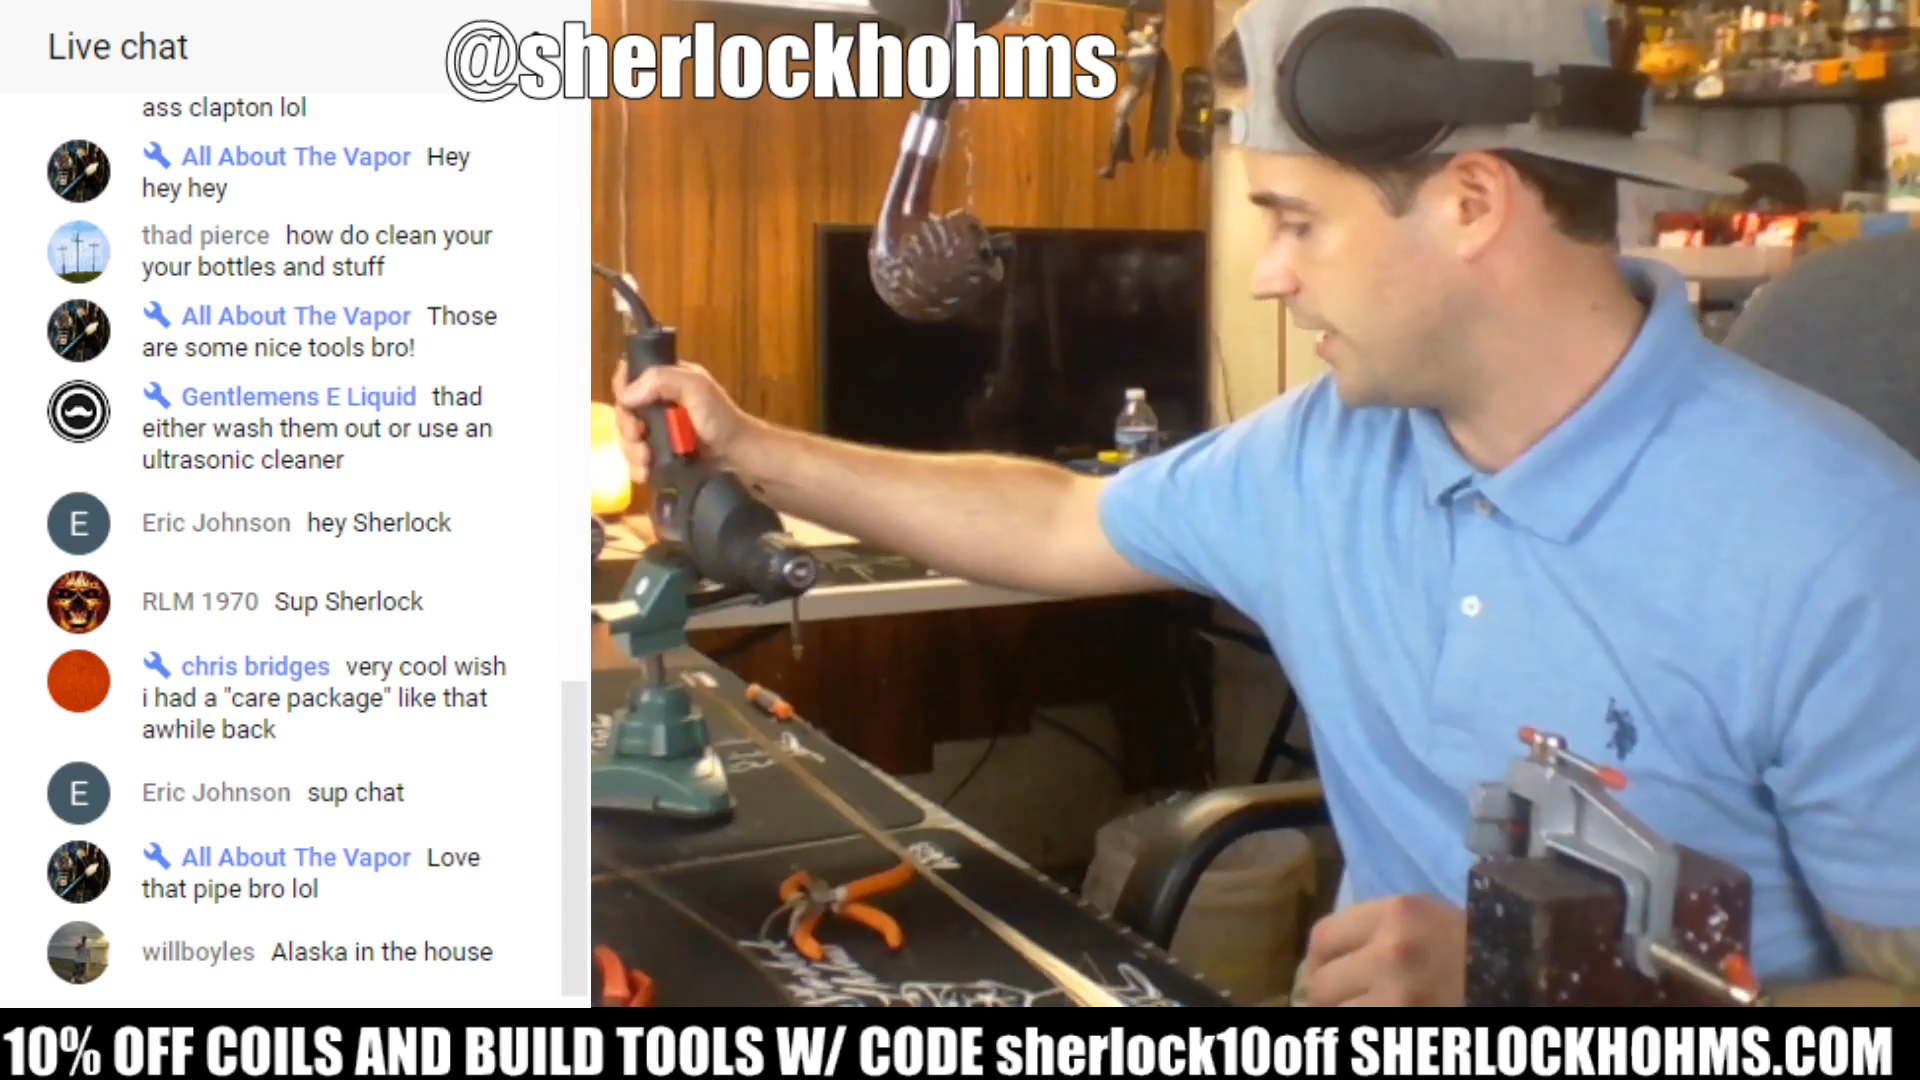 Live chat
@sherlockhohms
ass clapton lol
All About The Vapor Hey
hey hey
thad pierce how do clean your
your bottles and stuff
All About The Vapor Those
are some nice tools bro!
Gentlemens E Liquid thad
either wash them out or use an
ultrasonic cleaner
E
Eric Johnson hey Sherlock
RLM 1970 Sup Sherlock
chris bridges very cool wish
i had a "care package" like that
awhile back
E
Eric Johnson sup chat
All About The Vapor Love
that pipe bro lol
willboyles Alaska in the house
10% OFF COILS AND BUILD TOOLS W/ CODE sherlock10off SHERLOCKHOHMS.COM